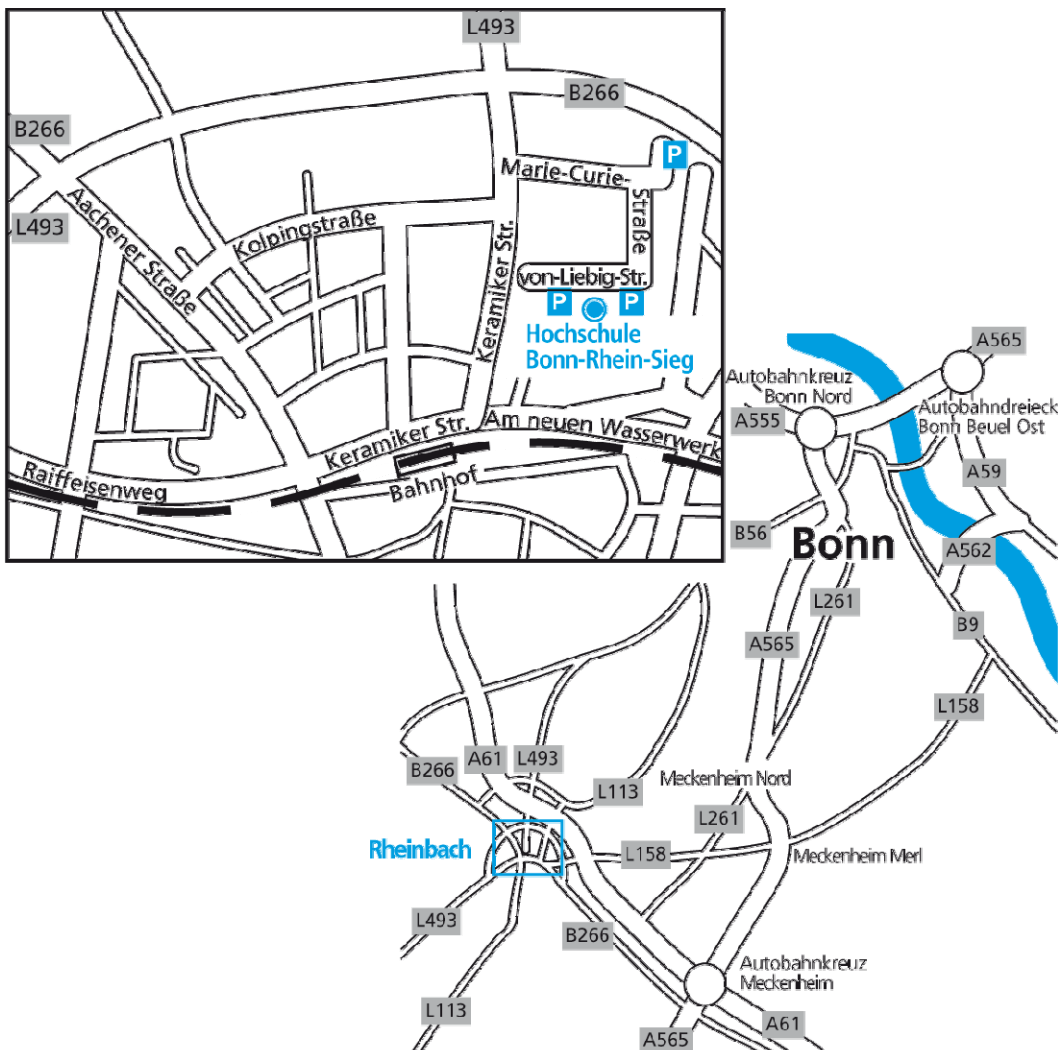 L493
B266
P
B266
Marie-Curie-
Straße
Aachener Straße
L493
Kolpingstraße
Keramiker Str.
von-Liebig-Str.
P
P
Hochschule
Bonn-Rhein-Sieg
Keramiker Str.
Am neuen Wasserwerk
Raiffeisenweg
Bahnhof
A565
Autobahnkreuz
Bonn Nord
A555
Autobahndreieck
Bonn Beuel Ost
A59
B56
Bonn
A562
L261
B9
A565
L158
A61
L493
B266
Meckenheim Nord
L113
L261
Rheinbach
L158
Meckenheim Merl
L493
B266
Autobahnkreuz
Meckenheim
L113
A61
A565